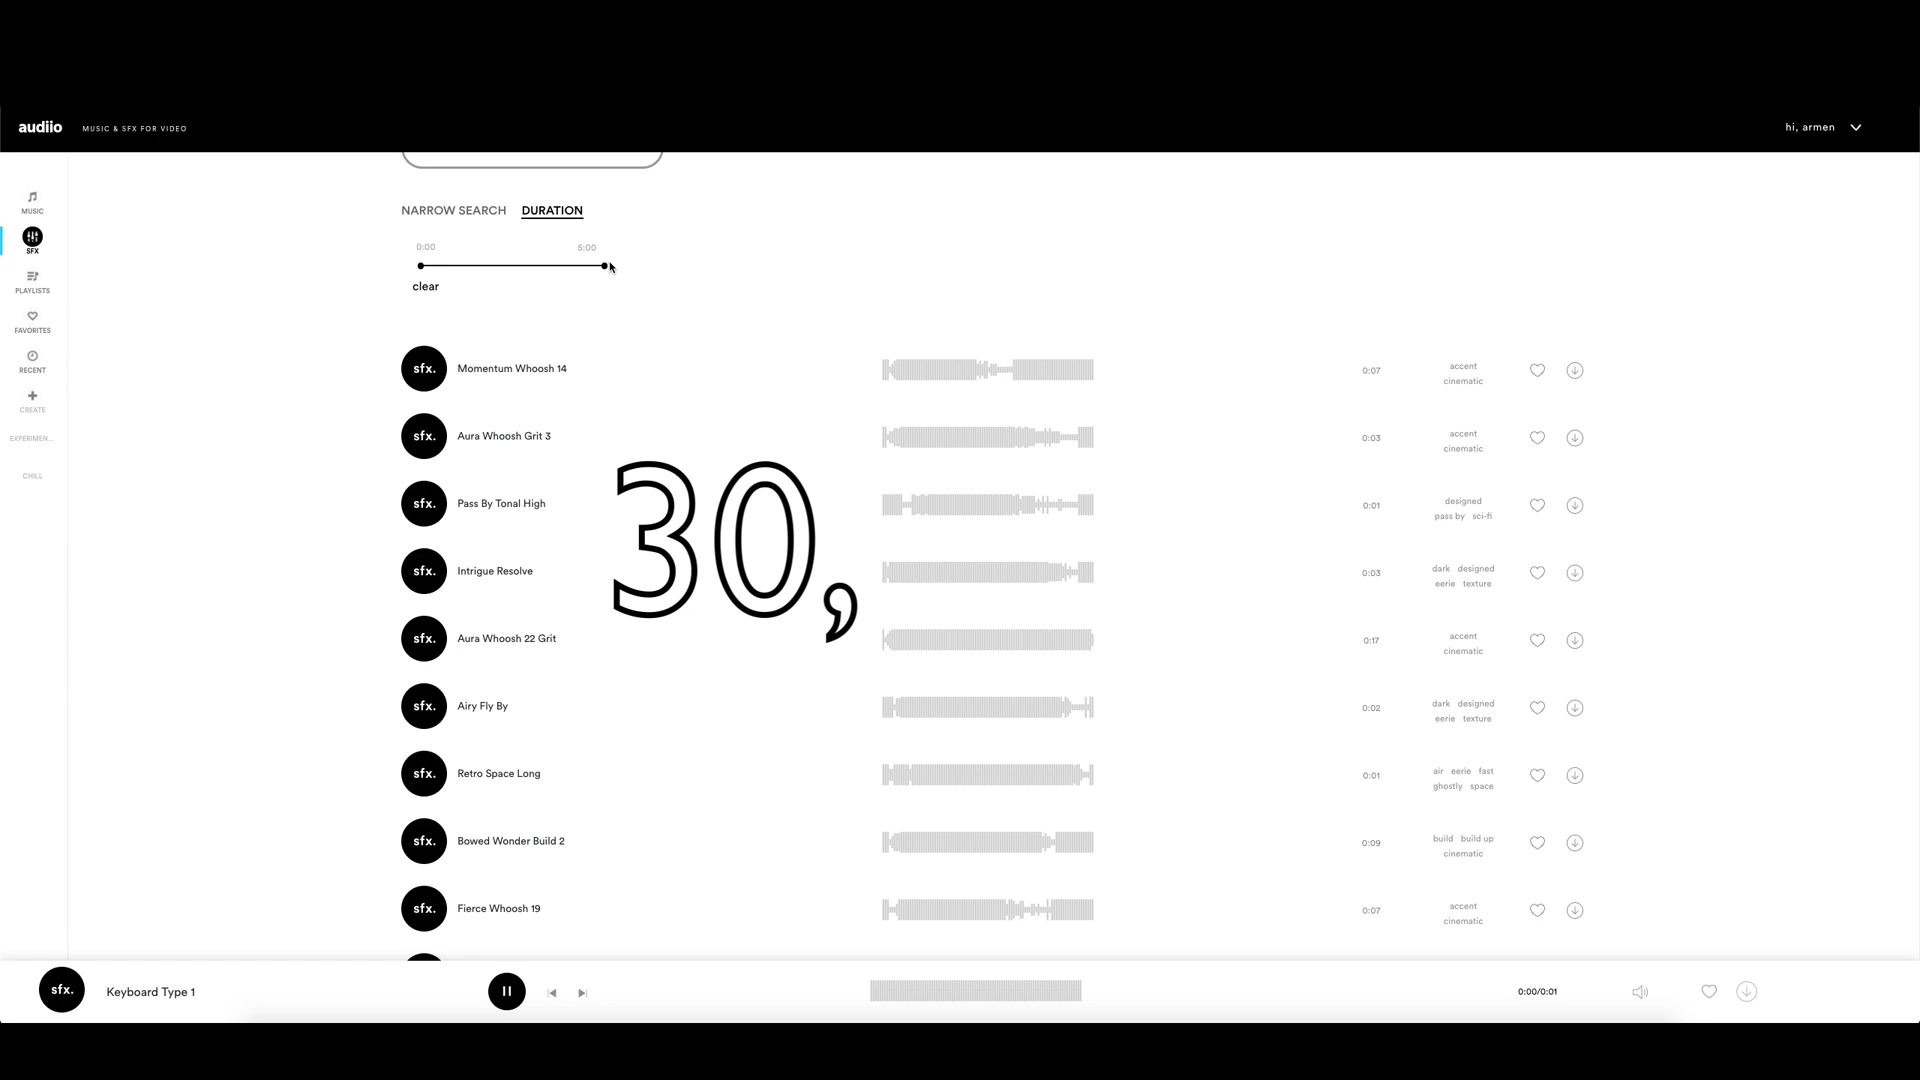 audiio MUSIC & SFX FOR VIDEO hi, armen
MUSIC
SFX
PLAYLISTS
FAVORITES
RECENT
CREATE
EXPERIMEN...
CHILL
NARROW SEARCH DURATION
0:00 5:00
clear
sfx. Momentum Whoosh 14 0:07 accent
cinematic
sfx. Aura Whoosh Grit 3 0:03 accent
cinematic
30,
sfx. Pass By Tonal High 0:01 designed
pass by sci-fi
sfx. Intrigue Resolve 0:03 dark designed
eerie texture
sfx. Aura Whoosh 22 Grit 0:17 accent
cinematic
sfx. Airy Fly By 0:02 dark designed
eerie texture
sfx. Retro Space Long 0:01 air eerie fast
ghostly space
sfx. Bowed Wonder Build 2 0:09 build build up
cinematic
sfx. Fierce Whoosh 19 0:07 accent
cinematic
sfx. Keyboard Type 1 0:00/0:01